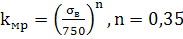 kмр = (σв/750)ⁿ, n = 0,35